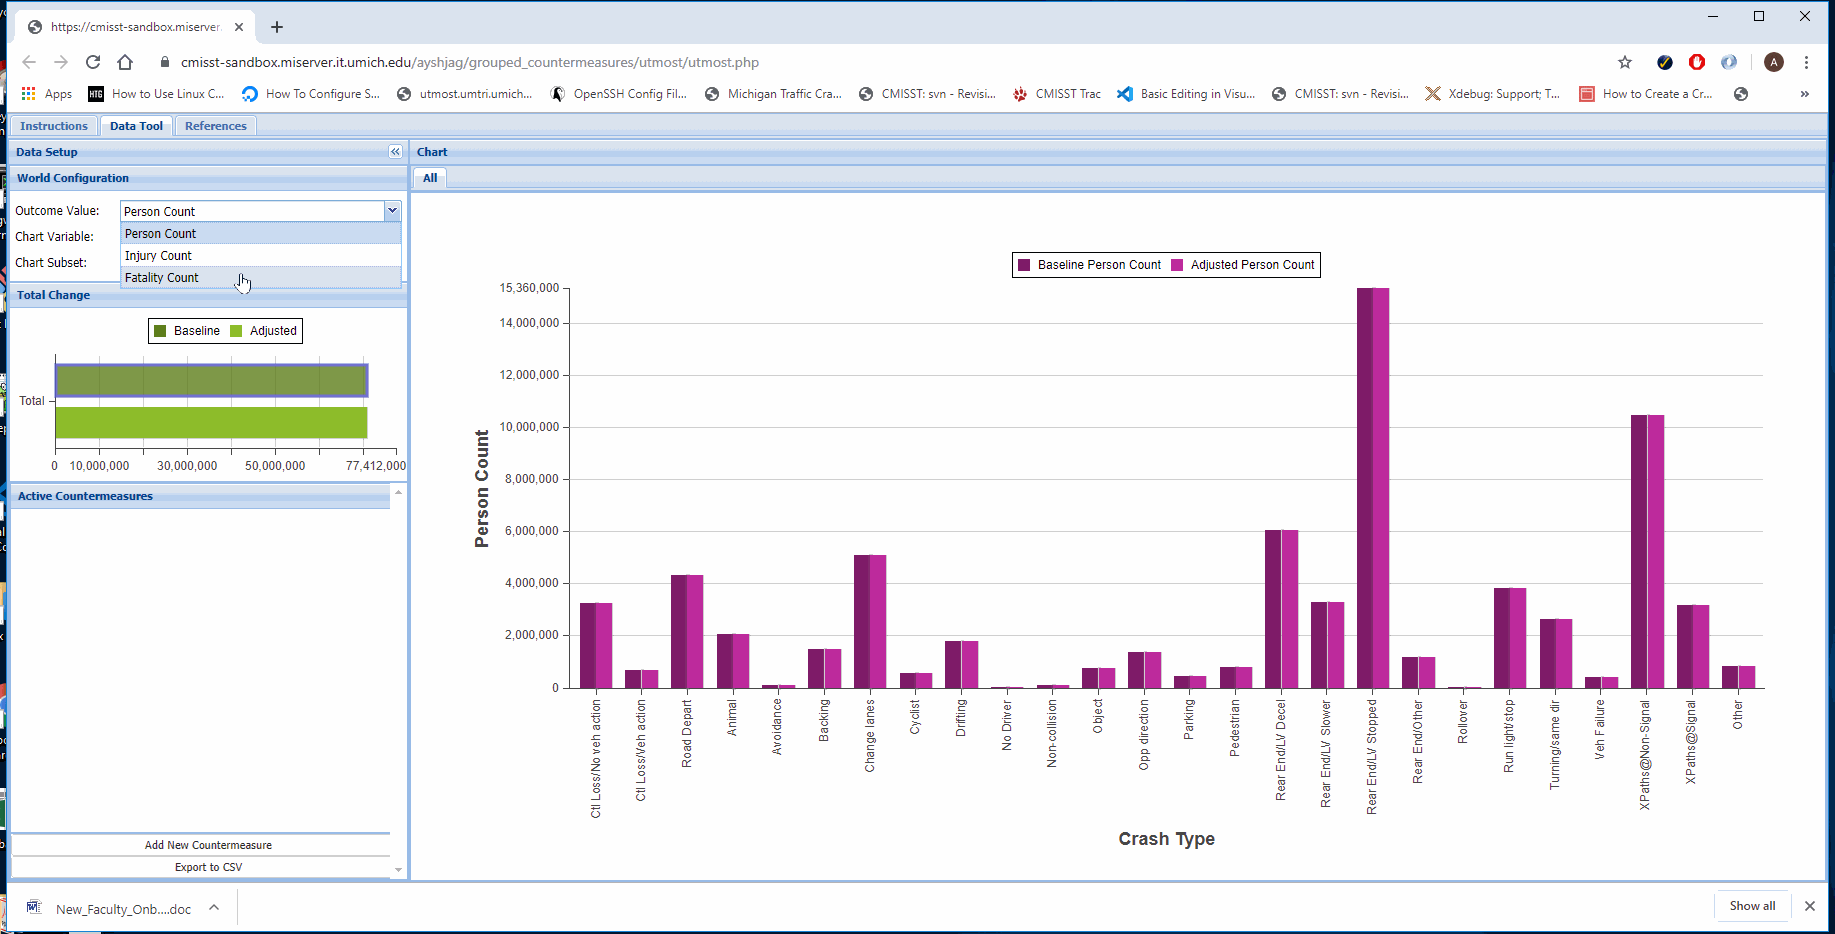 https://cmisst-sandbox.miserver.
cmisst-sandbox.miserver.it.umich.edu/ayshjag/grouped_countermeasures/utmost/utmost.php
A
Apps
HTG How to Use Linux C...
How To Configure S...
utmost.umtri.umich...
OpenSSH Config Fil...
Michigan Traffic Cra...
CMISST: svn - Revisi...
CMISST Trac
Basic Editing in Visu...
CMISST: svn - Revisi...
Xdebug: Support; T...
How to Create a Cr...
»
Instructions
Data Tool
References
Data Setup
Chart
World Configuration
All
Outcome Value: Person Count
Person Count
Chart Variable:
Injury Count
Chart Subset:
Fatality Count
Total Change
Baseline Adjusted
Total
0 10,000,000 30,000,000 50,000,000 77,412,000
Active Countermeasures
Add New Countermeasure
Export to CSV
Baseline Person Count Adjusted Person Count
15,360,000
14,000,000
12,000,000
10,000,000
8,000,000
6,000,000
4,000,000
2,000,000
0
Person Count
Ctl Loss/No veh action
Ctl Loss/Veh action
Road Depart
Animal
Avoidance
Backing
Change lanes
Cyclist
Drifting
No Driver
Non-collision
Object
Opp direction
Parking
Pedestrian
Rear End/LV Decel
Rear End/LV Slower
Rear End/LV Stopped
Rear End/Other
Rollover
Run light/stop
Turning/same dir
Veh Failure
XPaths@Non-Signal
XPaths@Signal
Other
Crash Type
New_Faculty_Onb....doc
Show all